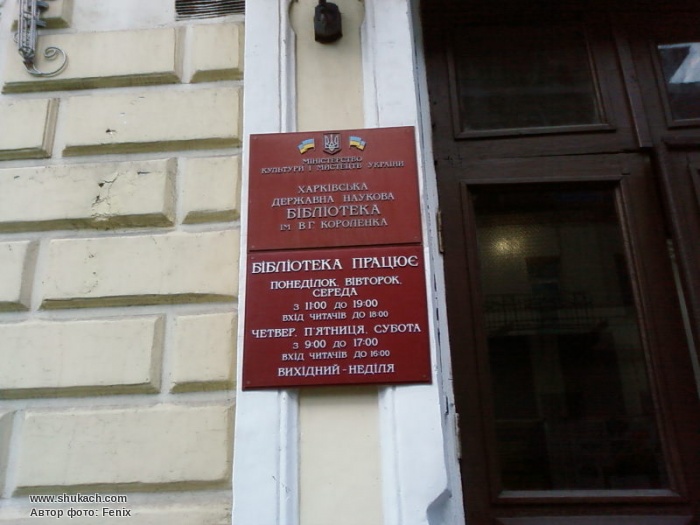 МІНІСТЕРСТВО
КУЛЬТУРИ І МИСТЕЦТВ УКРАЇНИ
ХАРКІВСЬКА
ДЕРЖАВНА НАУКОВА
БІБЛІОТЕКА
ІМ. В.Г. КОРОЛЕНКА
БІБЛІОТЕКА ПРАЦЮЄ
ПОНЕДІЛОК, ВІВТОРОК,
СЕРЕДА
З 11:00 ДО 19:00
ВХІД ЧИТАЧІВ ДО 18:00
ЧЕТВЕР, П'ЯТНИЦЯ, СУБОТА
З 9:00 ДО 17:00
ВХІД ЧИТАЧІВ ДО 16:00
ВИХІДНИЙ - НЕДІЛЯ
www.shukach.com
Автор фото: Fenix